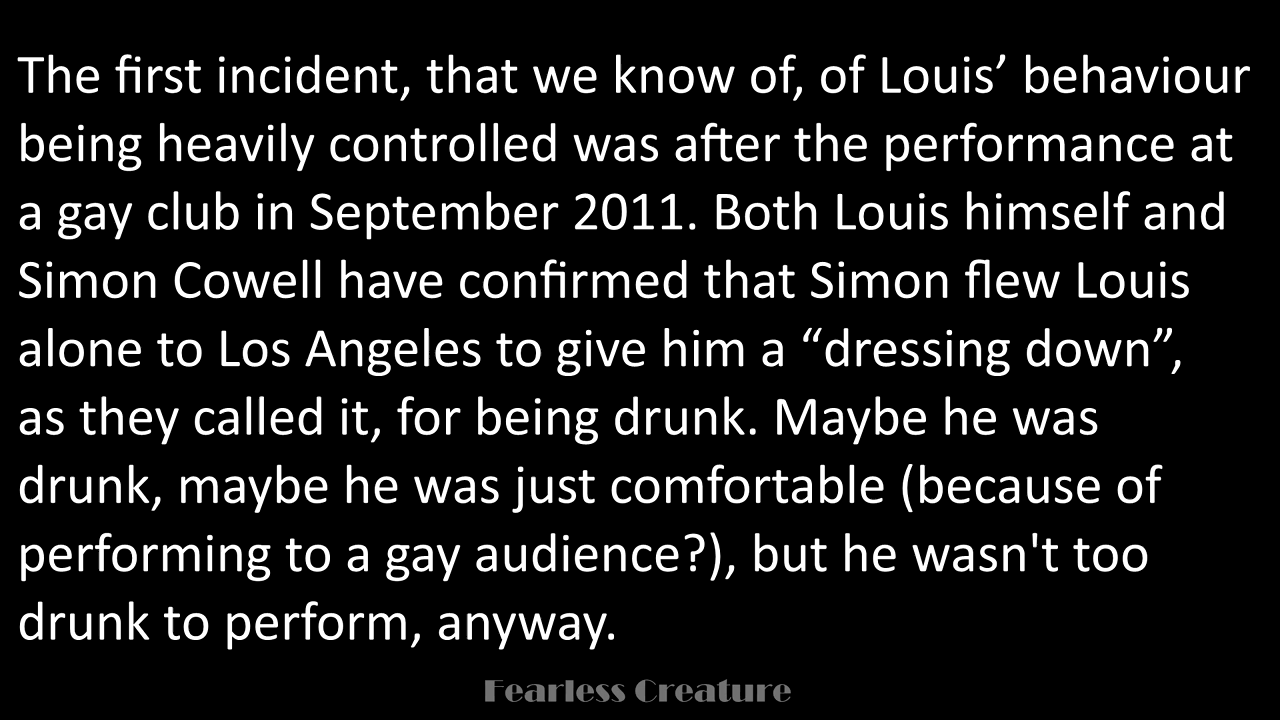 The first incident, that we know of, of Louis’ behaviour
being heavily controlled was after the performance at
a gay club in September 2011. Both Louis himself and
Simon Cowell have confirmed that Simon flew Louis
alone to Los Angeles to give him a “dressing down”,
as they called it, for being drunk. Maybe he was
drunk, maybe he was just comfortable (because of
performing to a gay audience?), but he wasn't too
drunk to perform, anyway.
Fearless Creature